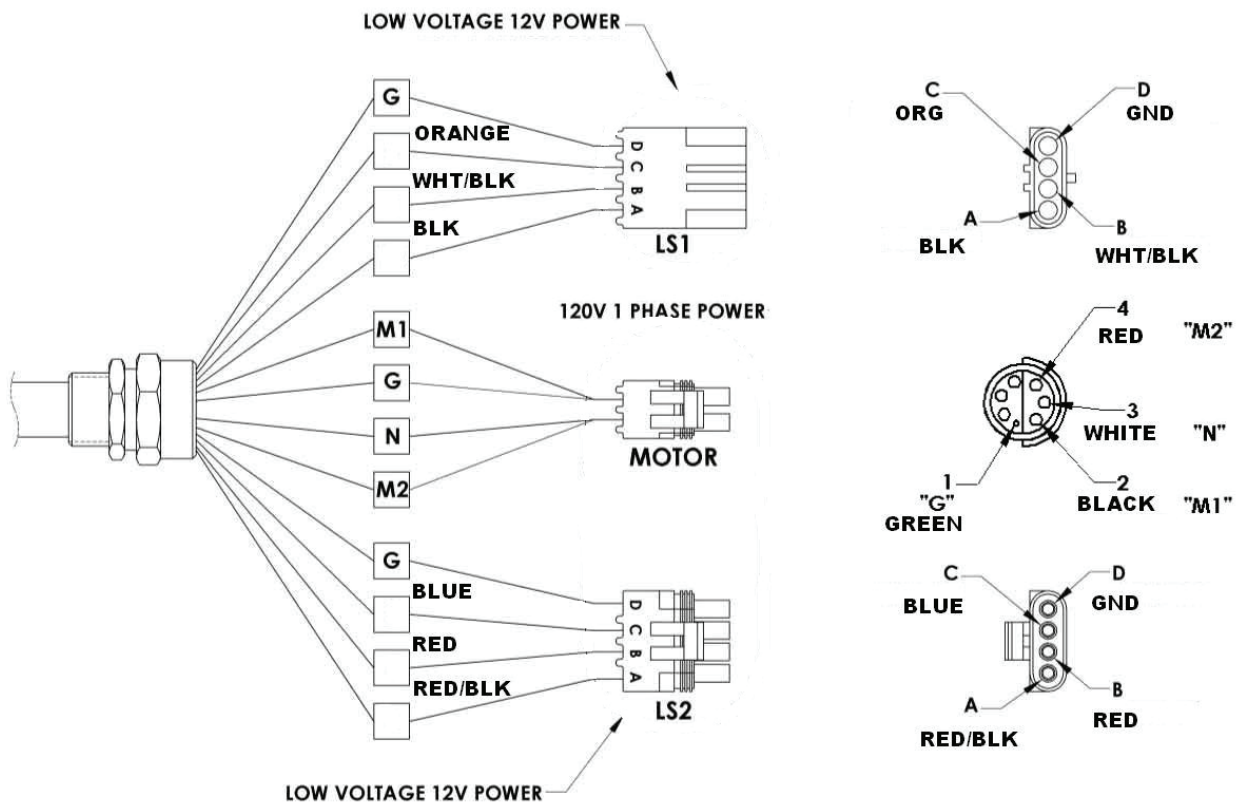 LOW VOLTAGE 12V POWER
G
ORANGE
WHT/BLK
BLK
D
C
B
A
LS1
C
ORG
D
GND
A
BLK
B
WHT/BLK
M1
G
N
M2
120V 1 PHASE POWER
MOTOR
4
RED "M2"
3
WHITE "N"
2
BLACK "M1"
1
"G"
GREEN
G
BLUE
RED
RED/BLK
D
C
B
A
LS2
C
BLUE
D
GND
A
RED/BLK
B
RED
LOW VOLTAGE 12V POWER